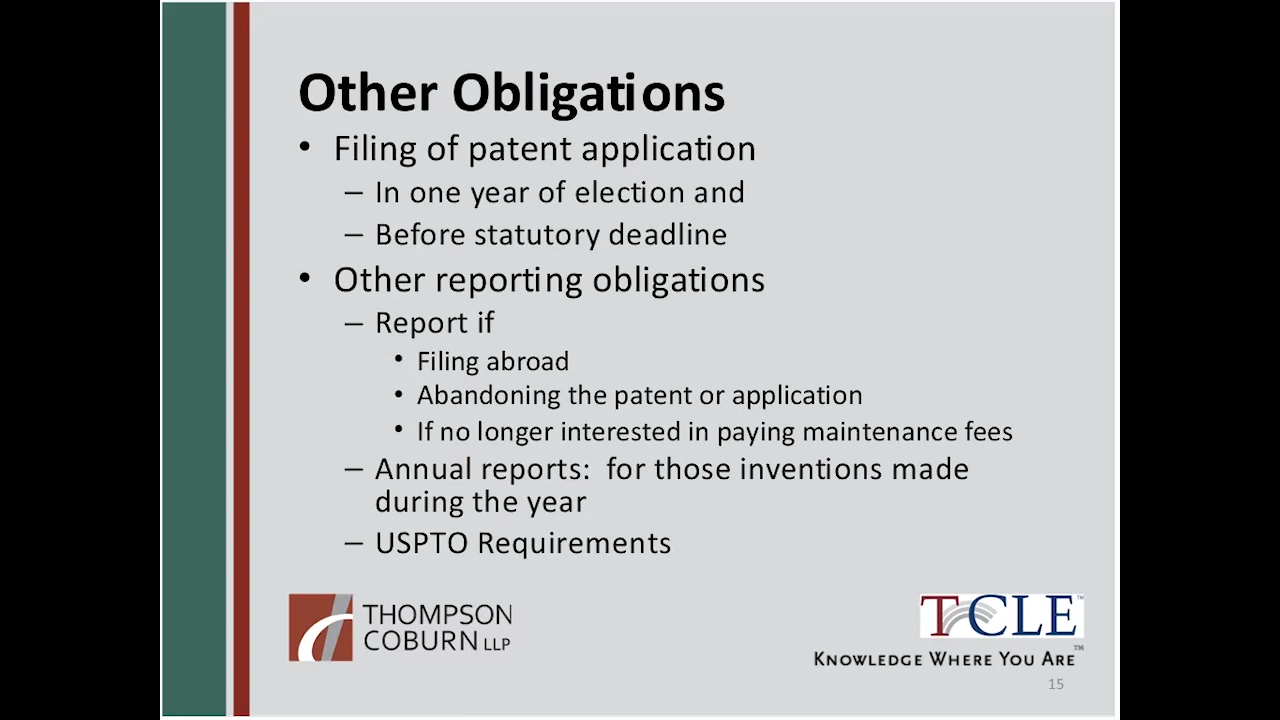 Other Obligations
• Filing of patent application
– In one year of election and
– Before statutory deadline
• Other reporting obligations
– Report if
• Filing abroad
• Abandoning the patent or application
• If no longer interested in paying maintenance fees
– Annual reports:  for those inventions made
during the year
– USPTO Requirements
THOMPSON
COBURN LLP
TCLE™
KNOWLEDGE WHERE YOU ARE™
15